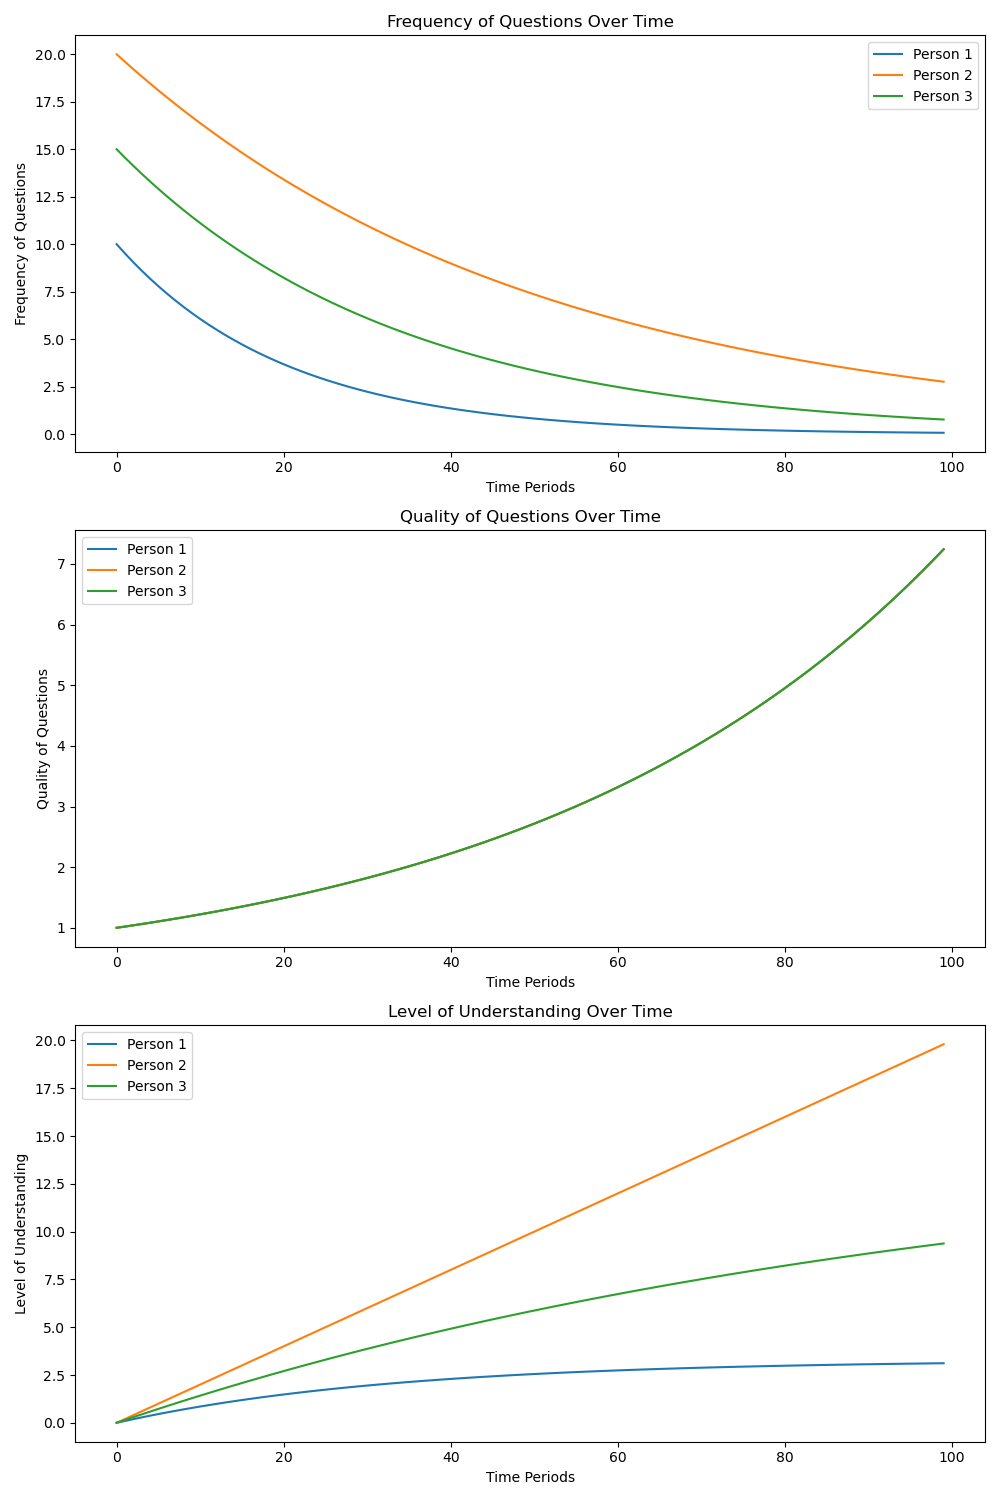 Frequency of Questions Over Time
Frequency of Questions
20.0
17.5
15.0
12.5
10.0
7.5
5.0
2.5
0.0
Person 1
Person 2
Person 3
0 20 40 60 80 100
Time Periods
Quality of Questions Over Time
Quality of Questions
7
6
5
4
3
2
1
Person 1
Person 2
Person 3
0 20 40 60 80 100
Time Periods
Level of Understanding Over Time
Level of Understanding
20.0
17.5
15.0
12.5
10.0
7.5
5.0
2.5
0.0
Person 1
Person 2
Person 3
0 20 40 60 80 100
Time Periods